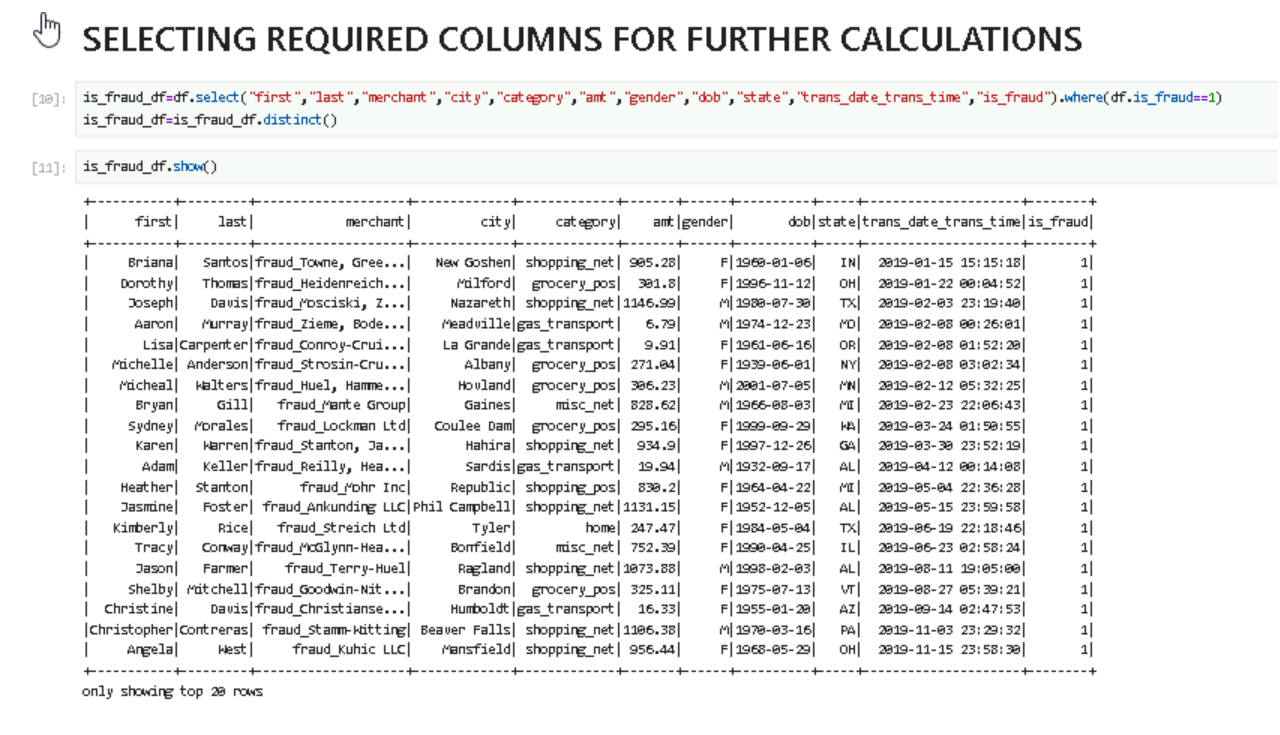 SELECTING REQUIRED COLUMNS FOR FURTHER CALCULATIONS
[10]: is_fraud_df=df.select("first","last","merchant","city","category","amt","gender","dob","state","trans_date_trans_time","is_fraud").where(df.is_fraud==1)
is_fraud_df=is_fraud_df.distinct()
[11]: is_fraud_df.show()
+-----------+---------+--------------------+-------------+-------------+-------+------+----------+-----+---------------------+--------+
| first| last| merchant| city| category| amt|gender| dob|state|trans_date_trans_time|is_fraud|
+-----------+---------+--------------------+-------------+-------------+-------+------+----------+-----+---------------------+--------+
| Briana| Santos|fraud_Towne, Gree...| New Goshen| shopping_net| 905.28| F|1960-01-06| IN| 2019-01-15 15:15:18| 1|
| Dorothy| Thomas|fraud_Heidenreich...| Milford| grocery_pos| 301.8| F|1996-11-12| OH| 2019-01-22 00:04:52| 1|
| Joseph| Davis|fraud_Mosciski, Z...| Nazareth| shopping_net|1146.99| M|1980-07-30| TX| 2019-02-03 23:19:40| 1|
| Aaron| Murray|fraud_Zieme, Bode...| Meadville|gas_transport| 6.79| M|1974-12-23| MO| 2019-02-08 00:26:01| 1|
| Lisa|Carpenter|fraud_Conroy-Crui...| La Grande|gas_transport| 9.91| F|1961-06-16| OR| 2019-02-08 01:52:20| 1|
| Michelle| Anderson|fraud_Strosin-Cru...| Albany| grocery_pos| 271.04| F|1939-06-01| NY| 2019-02-08 03:02:34| 1|
| Micheal| Walters|fraud_Huel, Hamme...| Hovland| grocery_pos| 306.23| M|2001-07-05| MN| 2019-02-12 05:32:25| 1|
| Bryan| Gill| fraud_Mante Group| Gaines| misc_net| 828.62| M|1966-08-03| MI| 2019-02-23 22:06:43| 1|
| Sydney| Morales| fraud_Lockman Ltd| Coulee Dam| grocery_pos| 295.16| F|1999-09-29| WA| 2019-03-24 01:50:55| 1|
| Karen| Warren|fraud_Stanton, Ja...| Hahira| shopping_net| 934.9| F|1997-12-26| GA| 2019-03-30 23:52:19| 1|
| Adam| Keller|fraud_Reilly, Hea...| Sardis|gas_transport| 19.94| M|1932-09-17| AL| 2019-04-12 00:14:08| 1|
| Heather| Stanton| fraud_Mohr Inc| Republic| shopping_pos| 830.2| F|1964-04-22| MI| 2019-05-04 22:36:28| 1|
| Jasmine| Foster| fraud_Ankunding LLC|Phil Campbell| shopping_net|1131.15| F|1952-12-05| AL| 2019-05-15 23:59:58| 1|
| Kimberly| Rice| fraud_Streich Ltd| Tyler| home| 247.47| F|1984-05-04| TX| 2019-06-19 22:18:46| 1|
| Tracy| Conway|fraud_McGlynn-Hea...| Bonfield| misc_net| 752.39| F|1990-04-25| IL| 2019-06-23 02:58:24| 1|
| Jason| Farmer| fraud_Terry-Huel| Ragland| shopping_net|1073.88| M|1998-02-03| AL| 2019-08-11 19:05:00| 1|
| Shelby| Mitchell|fraud_Goodwin-Nit...| Brandon| grocery_pos| 325.11| F|1975-07-13| VT| 2019-08-27 05:39:21| 1|
| Christine| Davis|fraud_Christianse...| Humboldt|gas_transport| 16.33| F|1955-01-20| AZ| 2019-09-14 02:47:53| 1|
|Christopher|Contreras| fraud_Stamm-Witting| Beaver Falls| shopping_net|1106.38| M|1970-03-16| PA| 2019-11-03 23:29:32| 1|
| Angela| West| fraud_Kuhic LLC| Mansfield| shopping_net| 956.44| F|1968-05-29| OH| 2019-11-15 23:58:30| 1|
+-----------+---------+--------------------+-------------+-------------+-------+------+----------+-----+---------------------+--------+
only showing top 20 rows